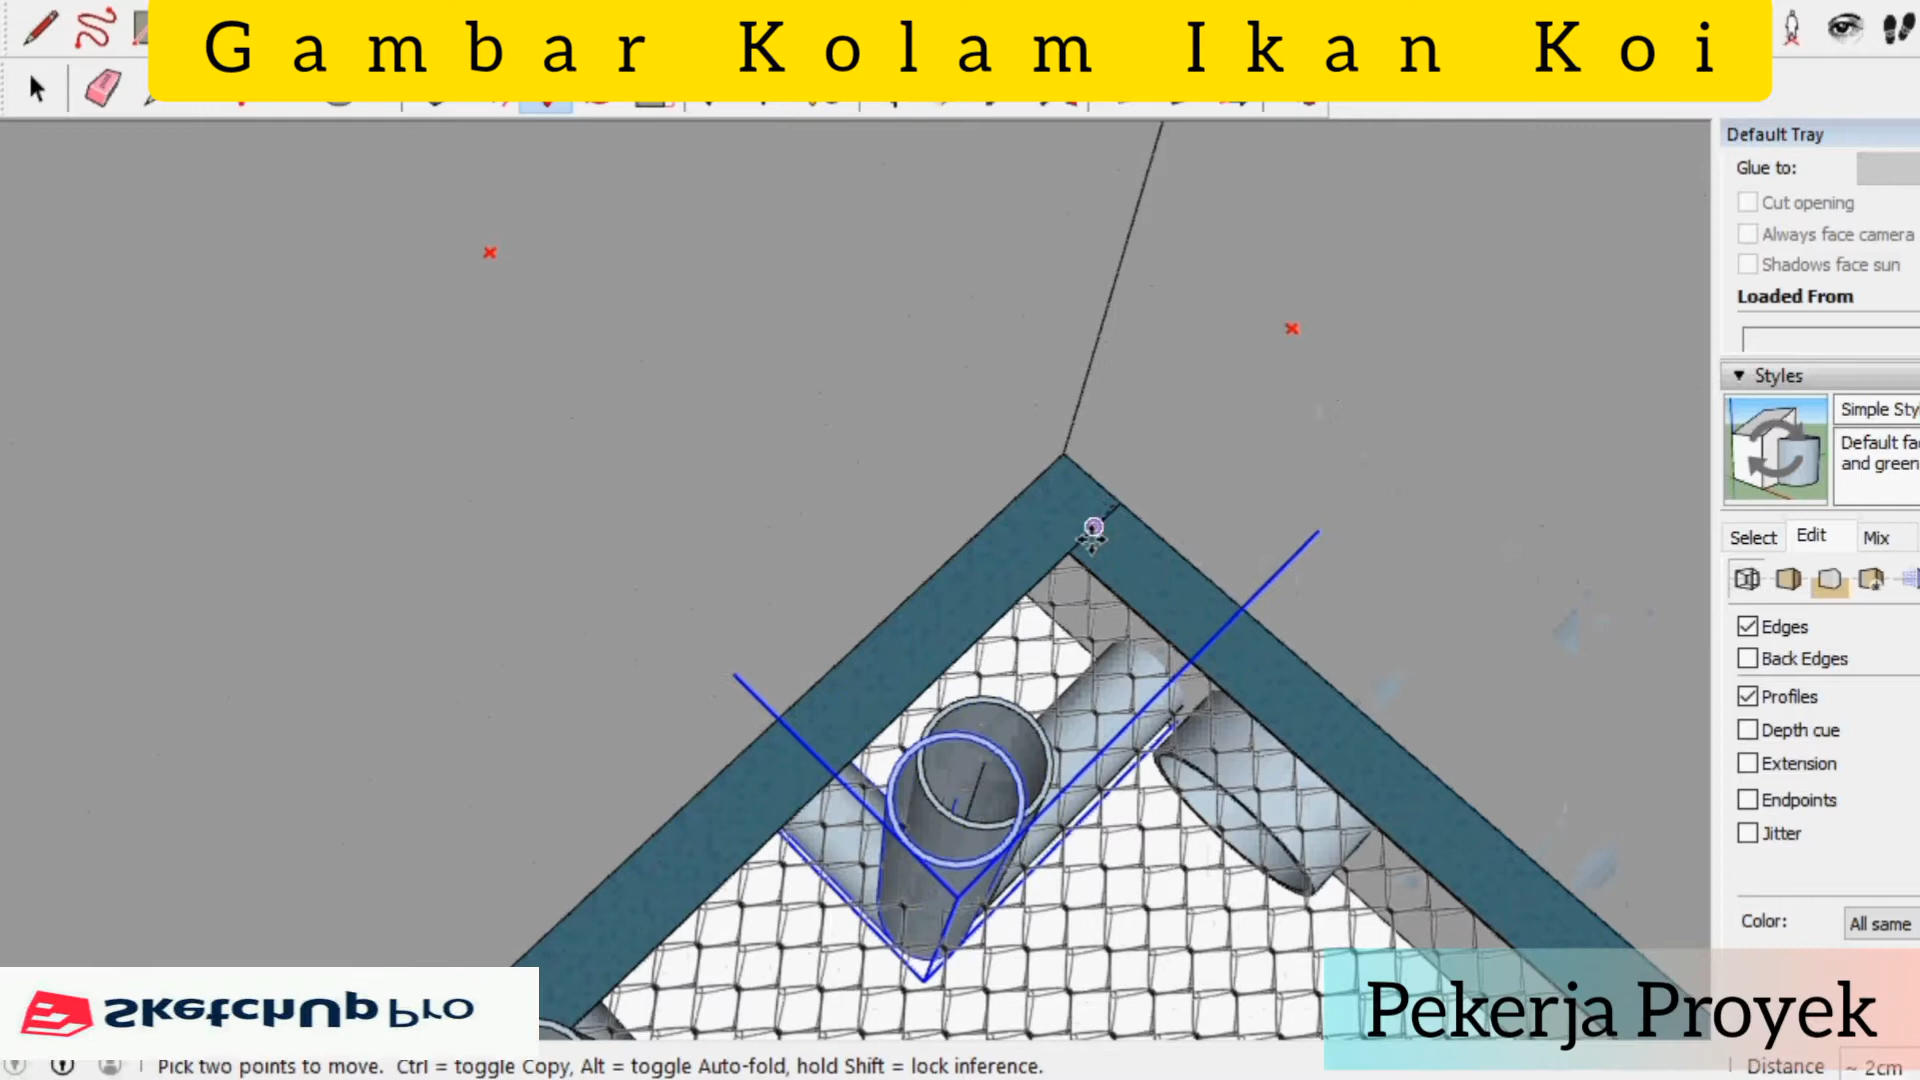 Gambar Kolam Ikan Koi
Default Tray
Glue to:
Cut opening
Always face camera
Shadows face sun
Loaded From
Styles
Simple Sty
Default fac
and green
Select Edit Mix
Edges
Back Edges
Profiles
Depth cue
Extension
Endpoints
Jitter
Color: All same
SketchUp Pro
Pekerja Proyek
Pick two points to move. Ctrl = toggle Copy, Alt = toggle Auto-fold, hold Shift = lock inference.
Distance ~ 2cm